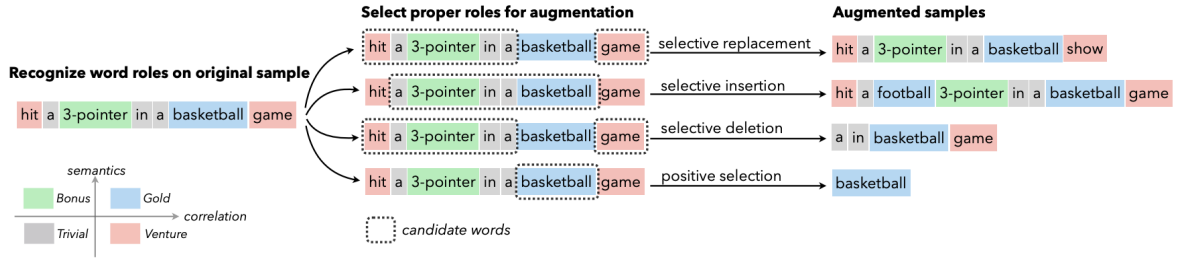 Recognize word roles on original sample
hit a 3-pointer in a basketball game
semantics
Bonus
Gold
correlation
Trivial
Venture
Select proper roles for augmentation
hit a 3-pointer in a basketball game
hit a 3-pointer in a basketball game
hit a 3-pointer in a basketball game
hit a 3-pointer in a basketball game
candidate words
selective replacement
selective insertion
selective deletion
positive selection
Augmented samples
hit a 3-pointer in a basketball show
hit a football 3-pointer in a basketball game
a in basketball game
basketball